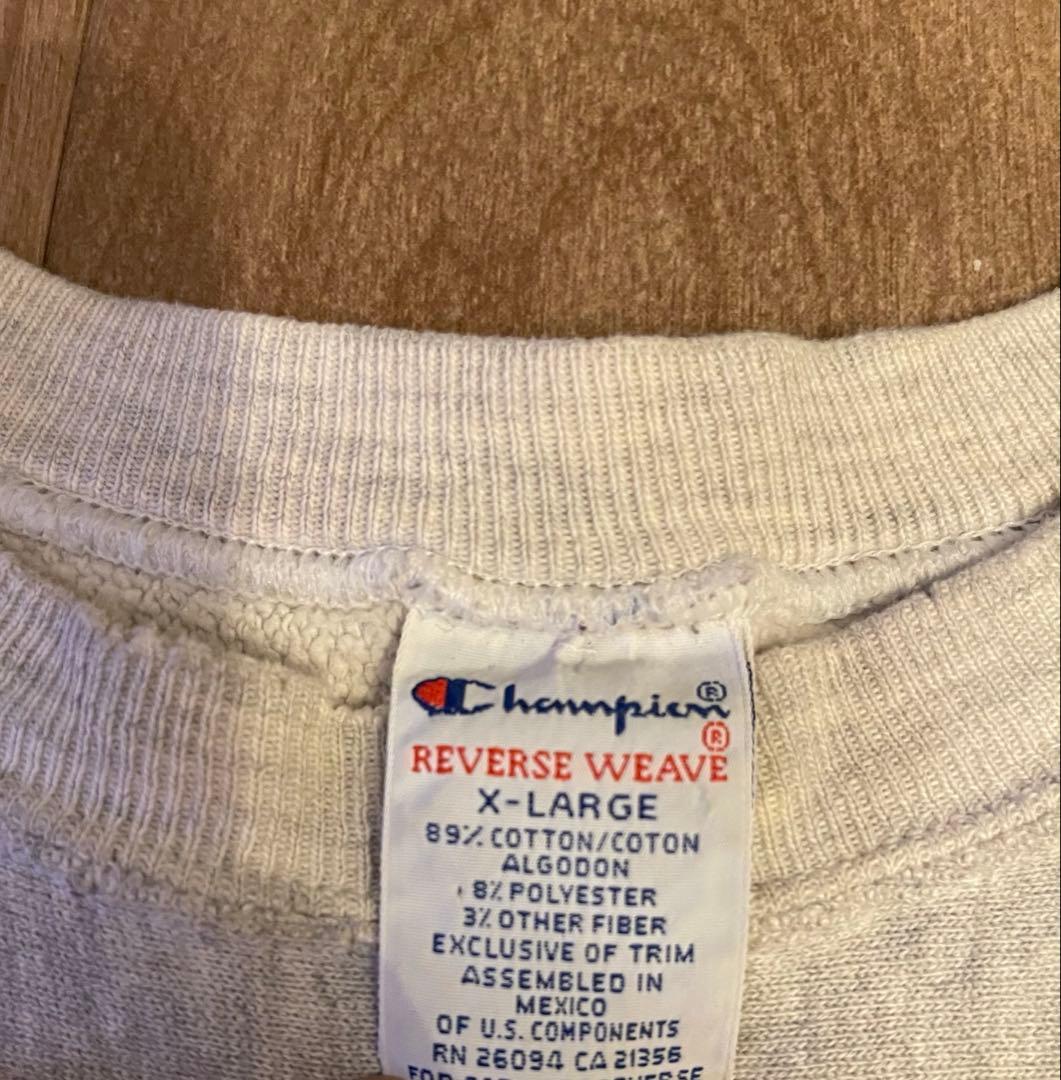 Champion®
REVERSE WEAVE®
X-LARGE
89% COTTON/COTON
ALGODON
8% POLYESTER
3% OTHER FIBER
EXCLUSIVE OF TRIM
ASSEMBLED IN
MEXICO
OF U.S. COMPONENTS
RN 26094 CA 21356
FOR